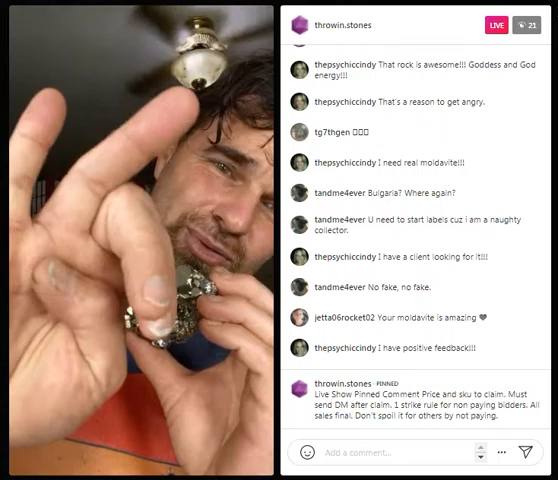 throwin.stones
LIVE
21
thepsychiccindy That rock is awesome!!! Goddess and God
energy!!!
thepsychiccindy That's a reason to get angry.
tg7thgen
thepsychiccindy I need real moldavite!!!
tandme4ever Bulgaria? Where again?
tandme4ever U need to start labels cuz i am a naughty
collector.
thepsychiccindy I have a client looking for it!!!
tandme4ever No fake, no fake.
jetta06rocket02 Your moldavite is amazing 🖤
thepsychiccindy I have positive feedback!!!
throwin.stones · PINNED
Live Show Pinned Comment Price and sku to claim. Must
send DM after claim. 1 strike rule for non paying bidders. All
sales final. Don't spoil it for others by not paying.
Add a comment...